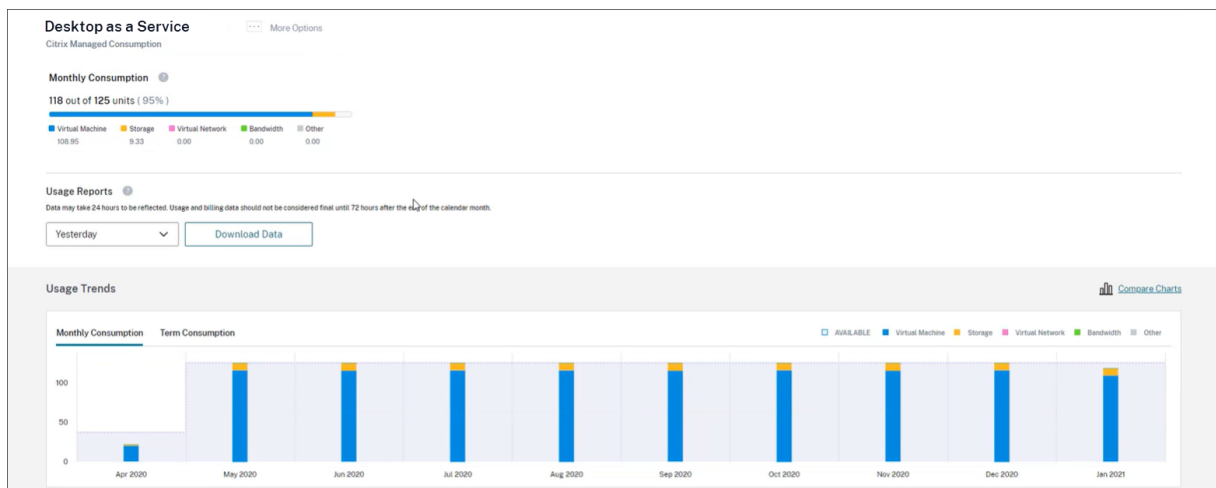 Desktop as a Service
··· More Options
Citrix Managed Consumption
Monthly Consumption ?
118 out of 125 units ( 95% )
Virtual Machine Storage Virtual Network Bandwidth Other
108.95 9.33 0.00 0.00 0.00
Usage Reports ?
Data may take 24 hours to be reflected. Usage and billing data should not be considered final until 72 hours after the end of the calendar month.
Yesterday Download Data
Usage Trends Compare Charts
Monthly Consumption Term Consumption AVAILABLE Virtual Machine Storage Virtual Network Bandwidth Other
100
50
0
Apr 2020 May 2020 Jun 2020 Jul 2020 Aug 2020 Sep 2020 Oct 2020 Nov 2020 Dec 2020 Jan 2021